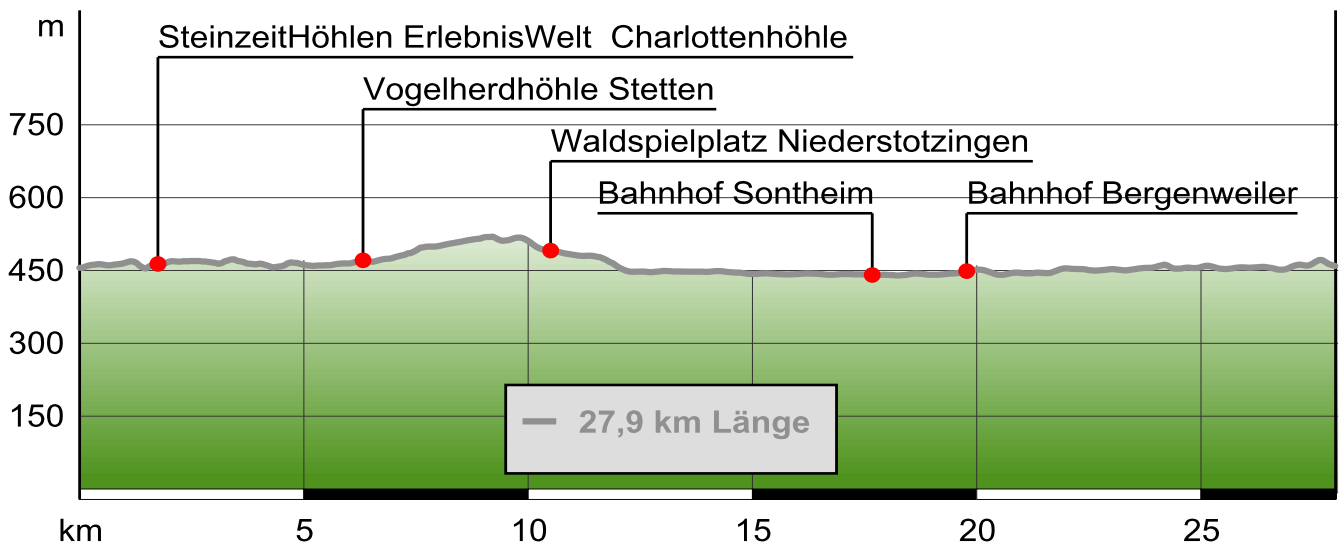 m
SteinzeitHöhlen ErlebnisWelt  Charlottenhöhle
Vogelherdhöhle Stetten
750
Waldspielplatz Niederstotzingen
600
Bahnhof Sontheim
Bahnhof Bergenweiler
450
300
150
27,9 km Länge
km 5 10 15 20 25